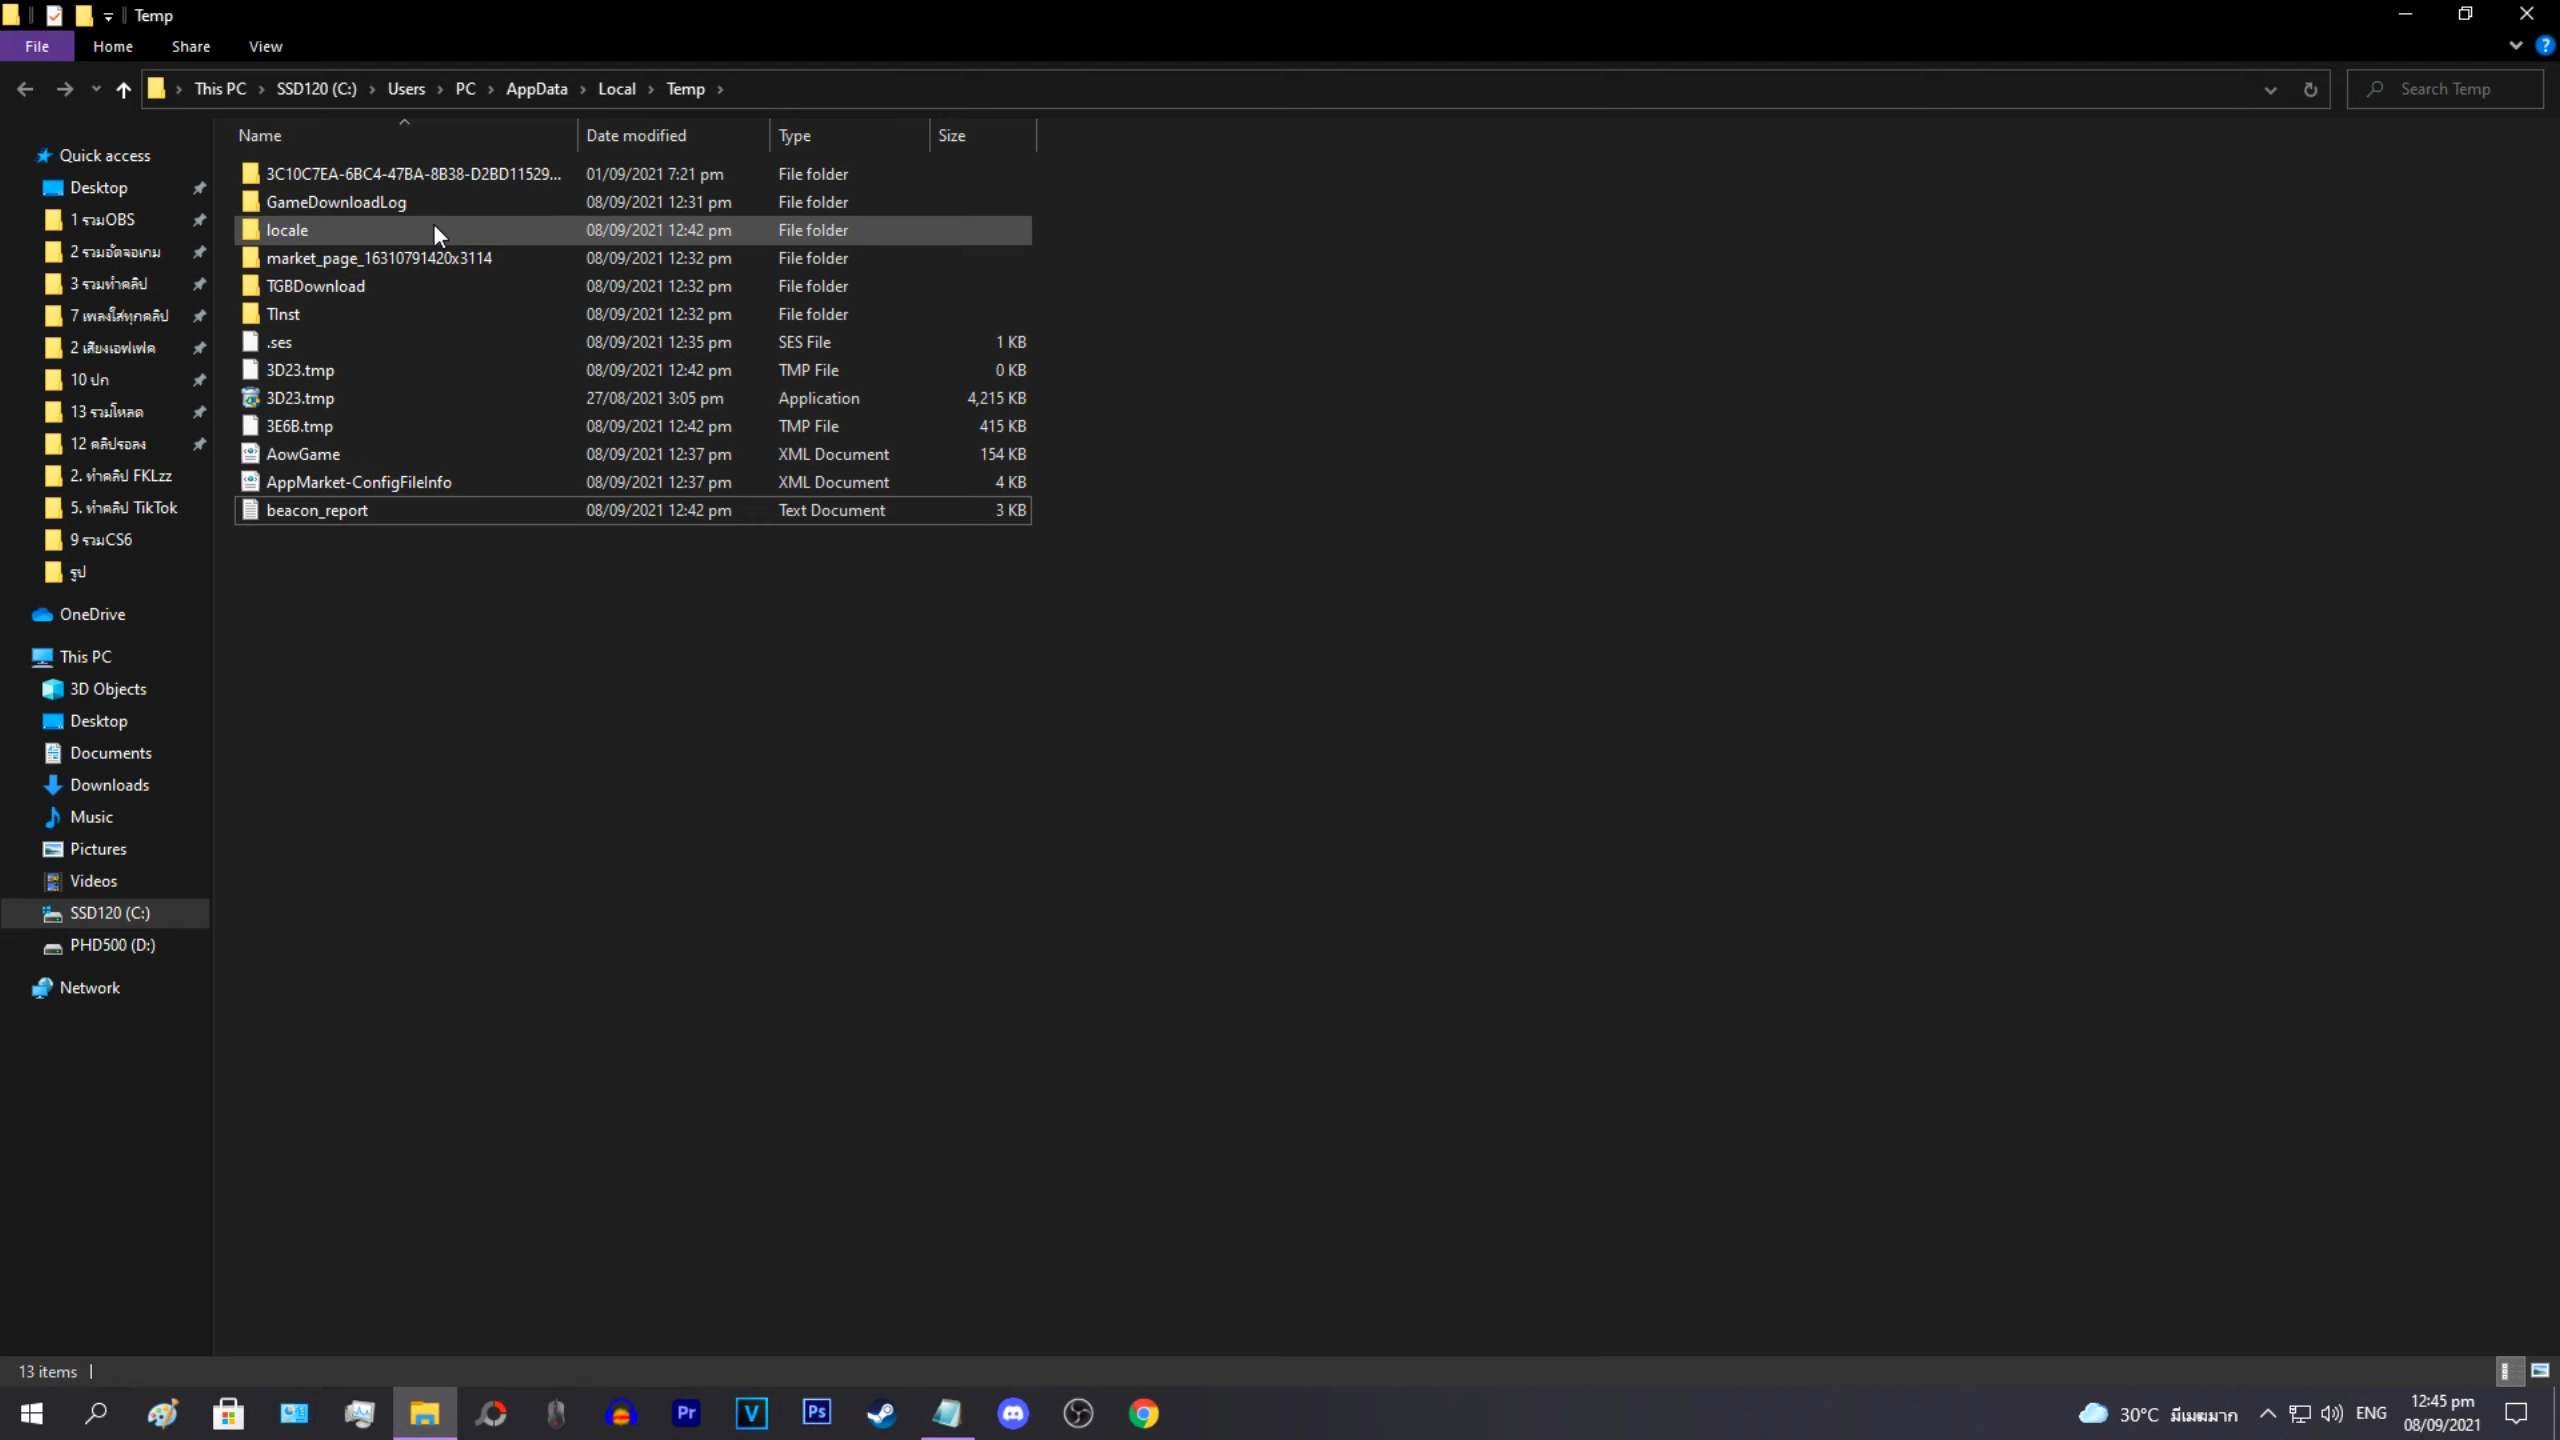 Temp
File Home Share View
This PC SSD120 (C:) Users PC AppData Local Temp
Search Temp
Name Date modified Type Size
3C10C7EA-6BC4-47BA-8B38-D2BD11529... 01/09/2021 7:21 pm File folder
GameDownloadLog 08/09/2021 12:31 pm File folder
locale 08/09/2021 12:42 pm File folder
market_page_16310791420x3114 08/09/2021 12:32 pm File folder
TGBDownload 08/09/2021 12:32 pm File folder
TInst 08/09/2021 12:32 pm File folder
.ses 08/09/2021 12:35 pm SES File 1 KB
3D23.tmp 08/09/2021 12:42 pm TMP File 0 KB
3D23.tmp 27/08/2021 3:05 pm Application 4,215 KB
3E6B.tmp 08/09/2021 12:42 pm TMP File 415 KB
AowGame 08/09/2021 12:37 pm XML Document 154 KB
AppMarket-ConfigFileInfo 08/09/2021 12:37 pm XML Document 4 KB
beacon_report 08/09/2021 12:42 pm Text Document 3 KB
Quick access
Desktop
1 รวมOBS
2 รวมอัดจอเกม
3 รวมทำคลิป
7 เพลงใส่ทุกคลิป
2 เสียงเอฟเฟค
10 ปก
13 รวมโหลด
12 คลิปรอลง
2. ทำคลิป FKLzz
5. ทำคลิป TikTok
9 รวมCS6
รูป
OneDrive
This PC
3D Objects
Desktop
Documents
Downloads
Music
Pictures
Videos
SSD120 (C:)
PHD500 (D:)
Network
13 items
Pr V Ps
30°C มีเมฆมาก ENG
12:45 pm
08/09/2021